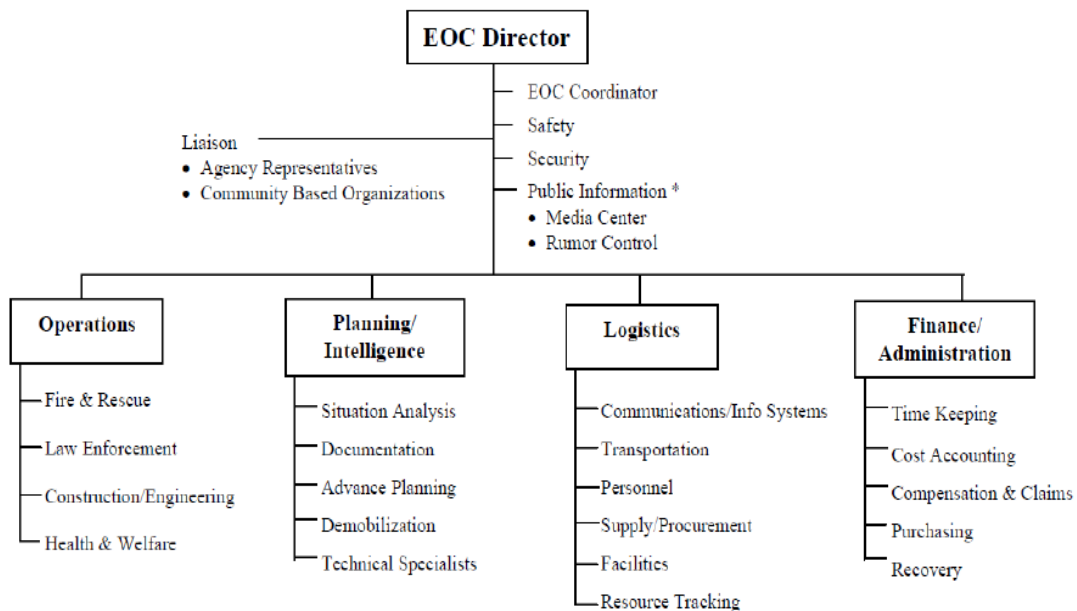 EOC Director
EOC Coordinator
Safety
Security
Public Information *
• Media Center
• Rumor Control
Liaison
• Agency Representatives
• Community Based Organizations
Operations
Fire & Rescue
Law Enforcement
Construction/Engineering
Health & Welfare
Planning/
Intelligence
Situation Analysis
Documentation
Advance Planning
Demobilization
Technical Specialists
Logistics
Communications/Info Systems
Transportation
Personnel
Supply/Procurement
Facilities
Resource Tracking
Finance/
Administration
Time Keeping
Cost Accounting
Compensation & Claims
Purchasing
Recovery